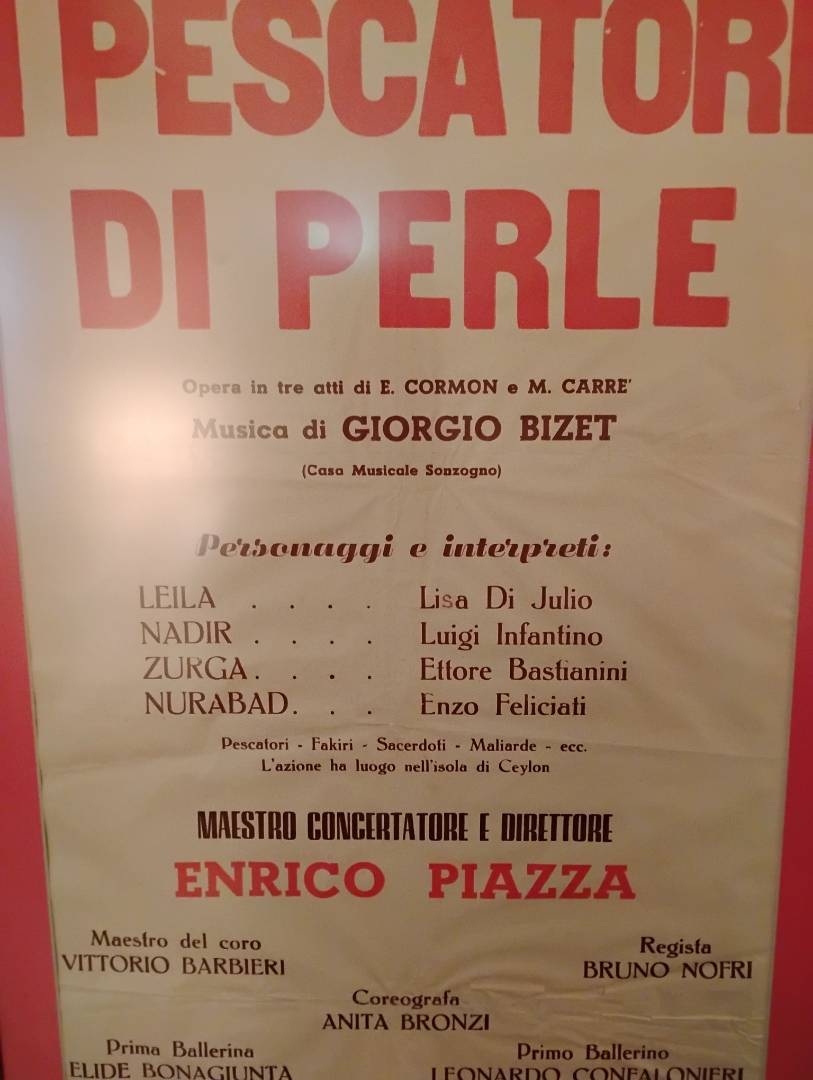 I PESCATORI
DI PERLE
Opera in tre atti di E. CORMON e M. CARRE'
Musica di GIORGIO BIZET
(Casa Musicale Sonzogno)
Personaggi e interpreti:
LEILA . . . . Lisa Di Julio
NADIR . . . . Luigi Infantino
ZURGA . . . . Ettore Bastianini
NURABAD . . . Enzo Feliciati
Pescatori - Fakiri - Sacerdoti - Maliarde - ecc.
L'azione ha luogo nell'isola di Ceylon
MAESTRO CONCERTATORE E DIRETTORE
ENRICO PIAZZA
Maestro del coro Regista
VITTORIO BARBIERI BRUNO NOFRI
Coreografa
ANITA BRONZI
Prima Ballerina Primo Ballerino
ELIDE BONAGIUNTA LEONARDO CONFALONIERI